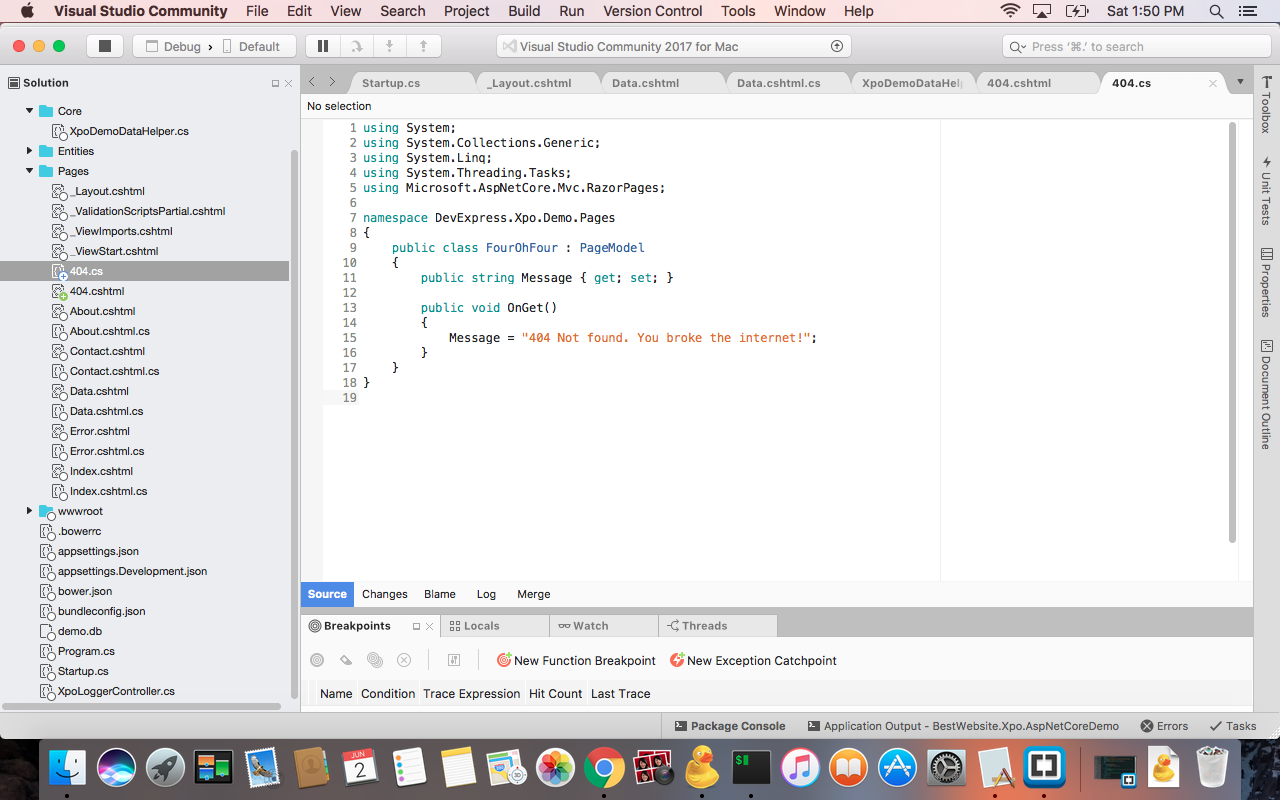 Visual Studio Community File Edit View Search Project Build Run Version Control Tools Window Help Sat 1:50 PM
Debug › Default Visual Studio Community 2017 for Mac Press '⌘.' to search
Solution
Startup.cs _Layout.cshtml Data.cshtml Data.cshtml.cs XpoDemoDataHel 404.cshtml 404.cs
No selection
Core
XpoDemoDataHelper.cs
Entities
Pages
_Layout.cshtml
_ValidationScriptsPartial.cshtml
_ViewImports.cshtml
_ViewStart.cshtml
404.cs
404.cshtml
About.cshtml
About.cshtml.cs
Contact.cshtml
Contact.cshtml.cs
Data.cshtml
Data.cshtml.cs
Error.cshtml
Error.cshtml.cs
Index.cshtml
Index.cshtml.cs
wwwroot
.bowerrc
appsettings.json
appsettings.Development.json
bower.json
bundleconfig.json
demo.db
Program.cs
Startup.cs
XpoLoggerController.cs
1 using System;
2 using System.Collections.Generic;
3 using System.Linq;
4 using System.Threading.Tasks;
5 using Microsoft.AspNetCore.Mvc.RazorPages;
6
7 namespace DevExpress.Xpo.Demo.Pages
8 {
9 public class FourOhFour : PageModel
10 {
11 public string Message { get; set; }
12
13 public void OnGet()
14 {
15 Message = "404 Not found. You broke the internet!";
16 }
17 }
18 }
19
Toolbox
Unit Tests
Properties
Document Outline
Source Changes Blame Log Merge
Breakpoints Locals Watch Threads
New Function Breakpoint New Exception Catchpoint
Name Condition Trace Expression Hit Count Last Trace
Package Console Application Output - BestWebsite.Xpo.AspNetCoreDemo Errors Tasks
JUN
2